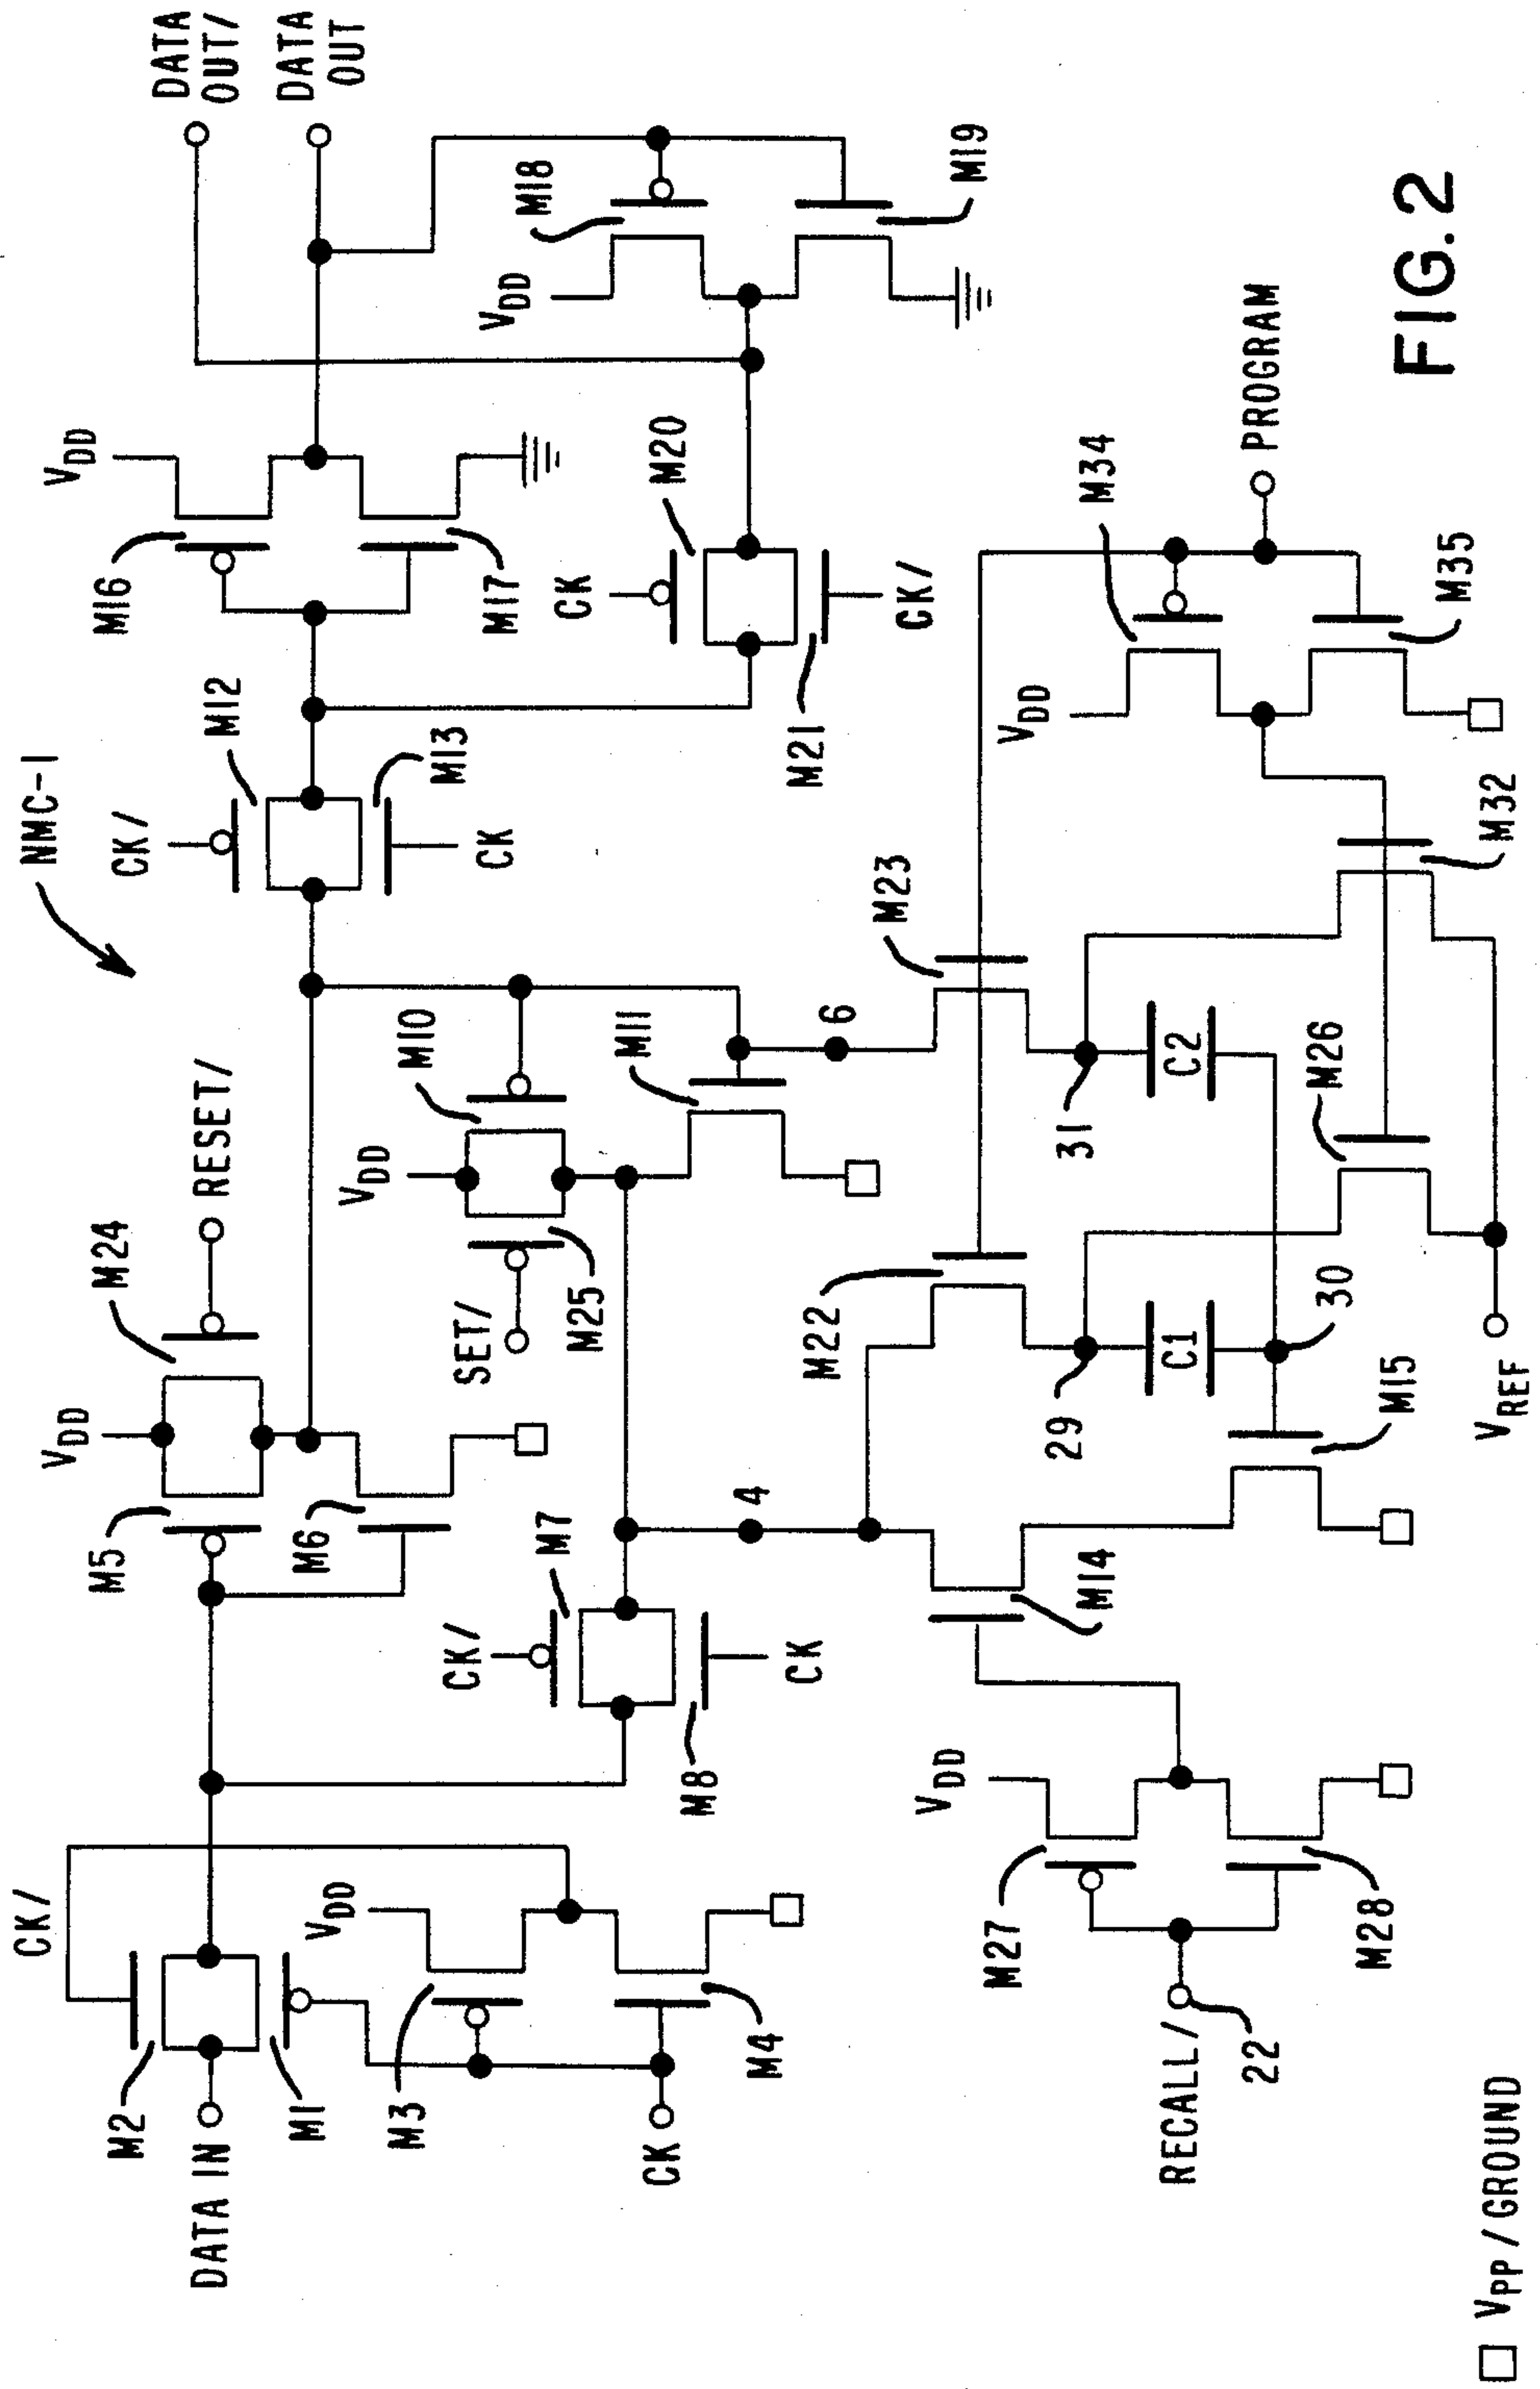 NMC-1
CK/
M2
DATA IN
M1
VDD
M3
CK
M4
VDD
M5
M6
M24
RESET/
CK/
M7
M8
CK
VDD
M10
SET/
M25
M11
4
6
CK/
M12
M13
CK
VDD
M16
M17
CK
M20
M21
CK/
DATA
OUT/
DATA
OUT
VDD
M18
M19
VDD
M27
RECALL/
22
M28
M14
M15
M22
M23
29
C1
30
31
C2
M26
M32
VREF
VDD
M34
PROGRAM
M35
VPP / GROUND
FIG. 2